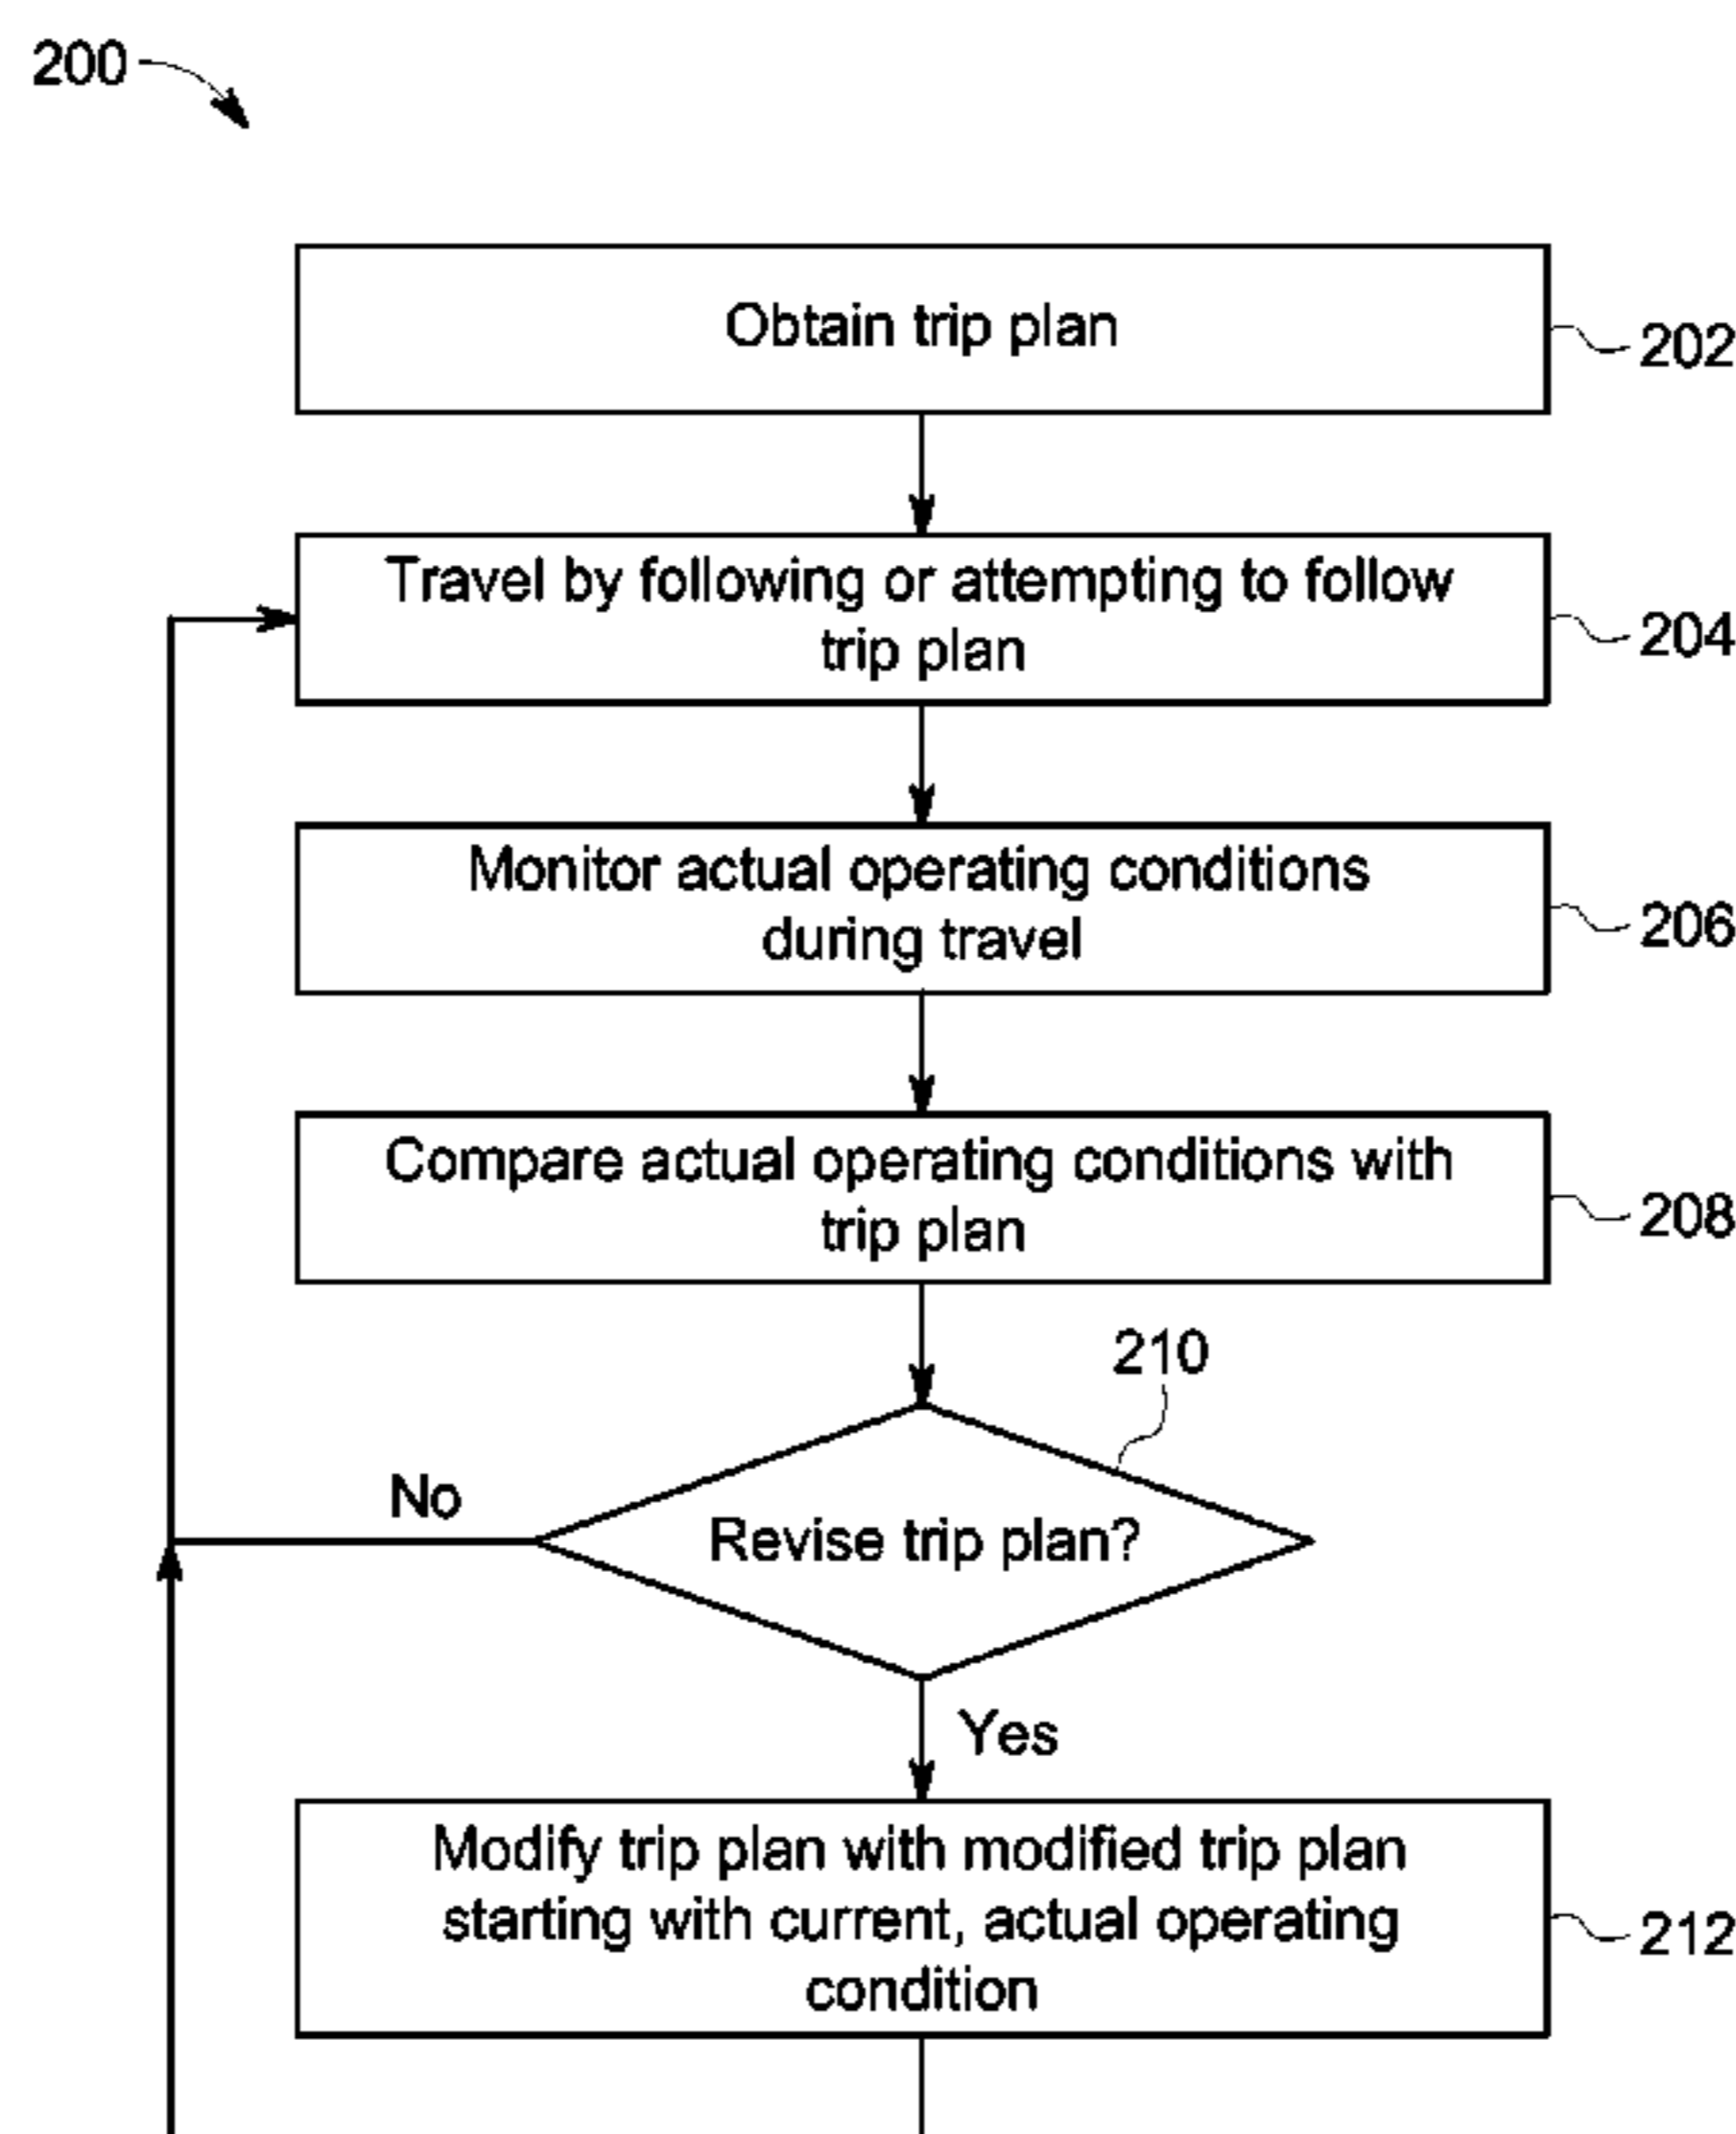 200
Obtain trip plan
202
Travel by following or attempting to follow
trip plan
204
Monitor actual operating conditions
during travel
206
Compare actual operating conditions with
trip plan
208
210
No
Revise trip plan?
Yes
Modify trip plan with modified trip plan
starting with current, actual operating
condition
212